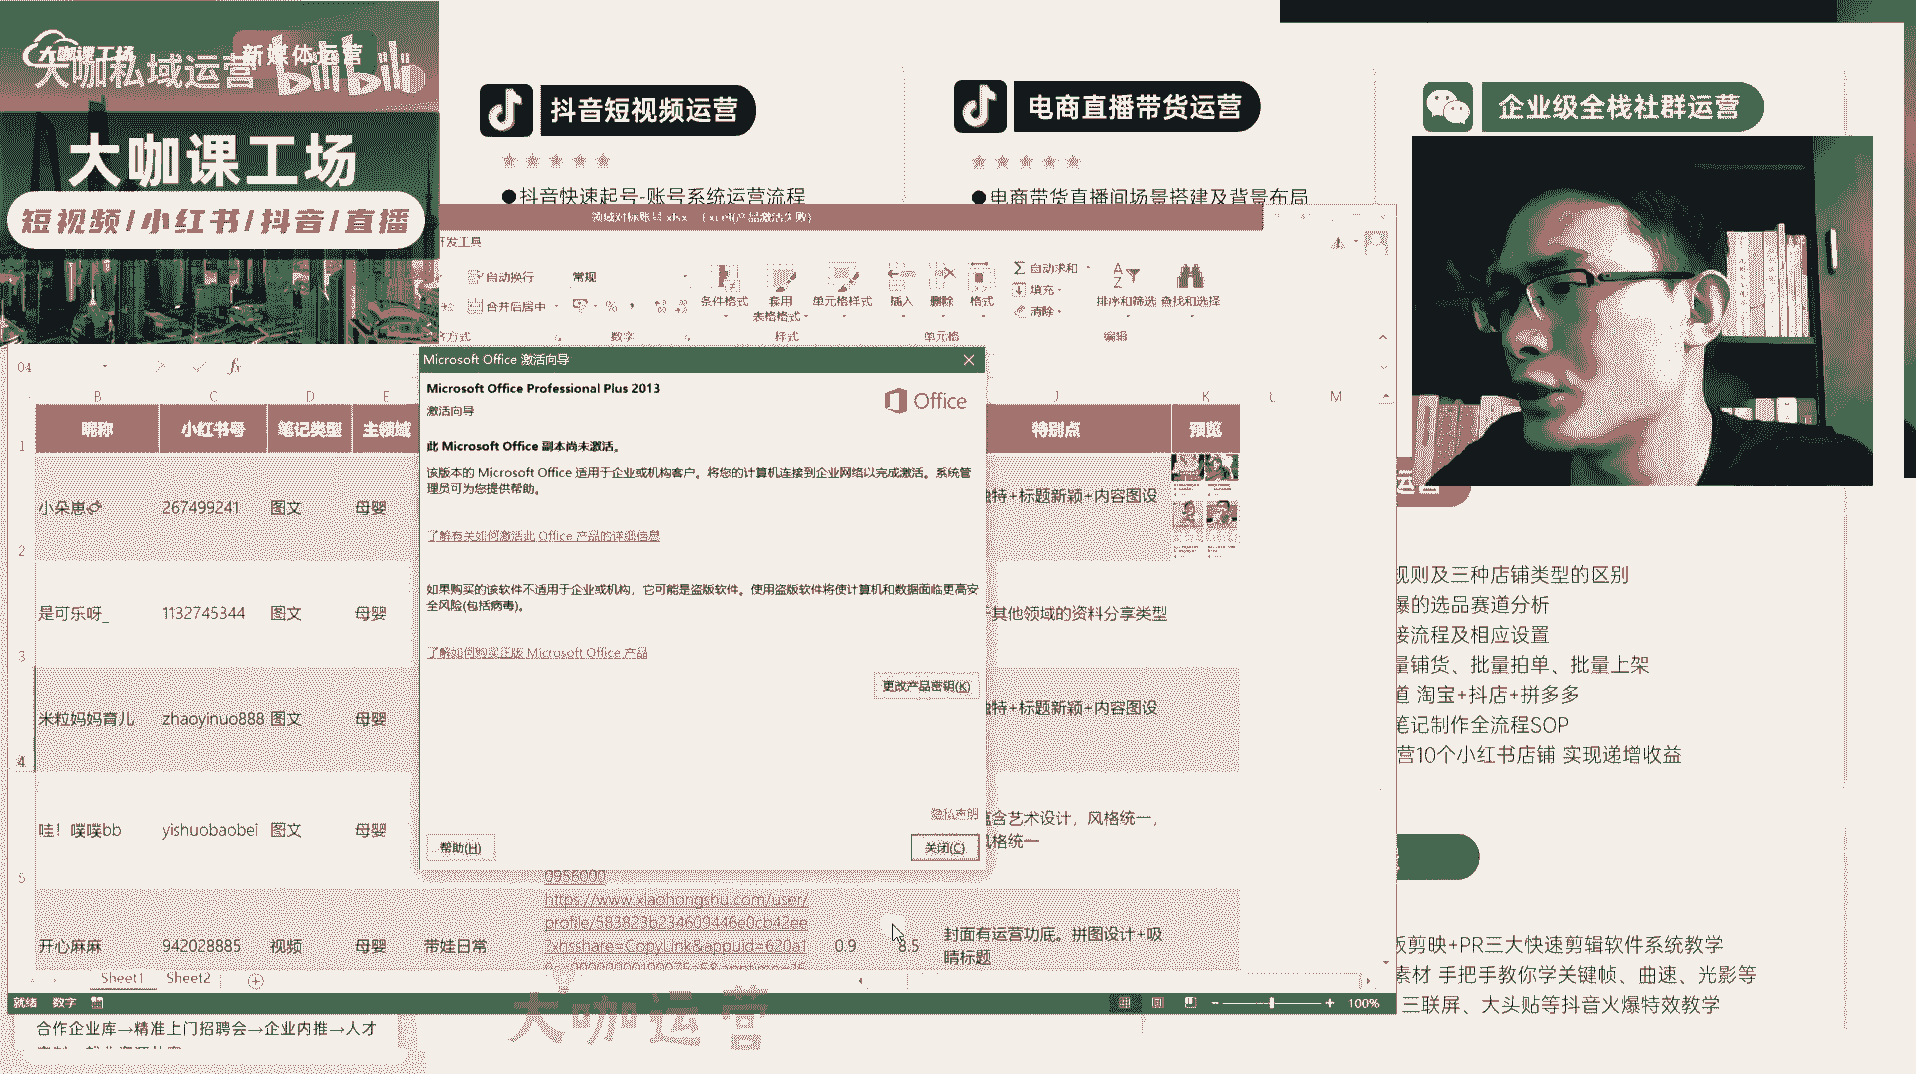 大咖课工场
新媒体运营
大咖私域运营
bilibili
大咖课工场
短视频/小红书/抖音/直播
抖音短视频运营
●抖音快速起号-账号系统运营流程
电商直播带货运营
●电商带货直播间场景搭建及背景布局
企业级全栈社群运营
领域对标账号.xlsx - Excel(产品激活失败)
开发工具
自动换行
常规
合并后居中
条件格式
套用
表格格式
单元格样式
插入
删除
格式
自动求和
填充
清除
排序和筛选
查找和选择
方式
数字
样式
单元格
编辑
O4
fx
B
C
D
E
J
K
L
M
1
昵称
小红书号
笔记类型
主领域
特别点
预览
2
小朵崽
267499241
图文
母婴
特+标题新颖+内容图设
3
是可乐呀_
1132745344
图文
母婴
其他领域的资料分享类型
4
米粒妈妈育儿
zhaoyinuo888
图文
母婴
特+标题新颖+内容图设
5
哇！噗噗bb
yishuobaobei
图文
母婴
含艺术设计，风格统一，
风格统一
开心麻麻
942028885
视频
母婴
带娃日常
0956000
https://www.xiaohongshu.com/user/
profile/583823b234609446e0cb42ee
?xhsshare=CopyLink&appuid=620a1
0.9
8.5
封面有运营功底。拼图设计+吸
睛标题
Microsoft Office 激活向导
Microsoft Office Professional Plus 2013
Office
激活向导
此 Microsoft Office 副本尚未激活。
该版本的 Microsoft Office 适用于企业或机构客户。将您的计算机连接到企业网络以完成激活。系统管
理员可为您提供帮助。
了解有关如何激活此 Office 产品的详细信息
如果购买的该软件不适用于企业或机构，它可能是盗版软件。使用盗版软件将使计算机和数据面临更高安
全风险(包括病毒)。
了解如何购买正版 Microsoft Office 产品
更改产品密钥(K)
隐私声明
帮助(H)
关闭(C)
Sheet1
Sheet2
就绪
数字
100%
运营
规则及三种店铺类型的区别
爆的选品赛道分析
接流程及相应设置
量铺货、批量拍单、批量上架
道 淘宝+抖店+拼多多
笔记制作全流程SOP
营10个小红书店铺 实现递增收益
版剪映+PR三大快速剪辑软件系统教学
素材 手把手教你学关键帧、曲速、光影等
三联屏、大头贴等抖音火爆特效教学
合作企业库→精准上门招聘会→企业内推→人才
大咖运营